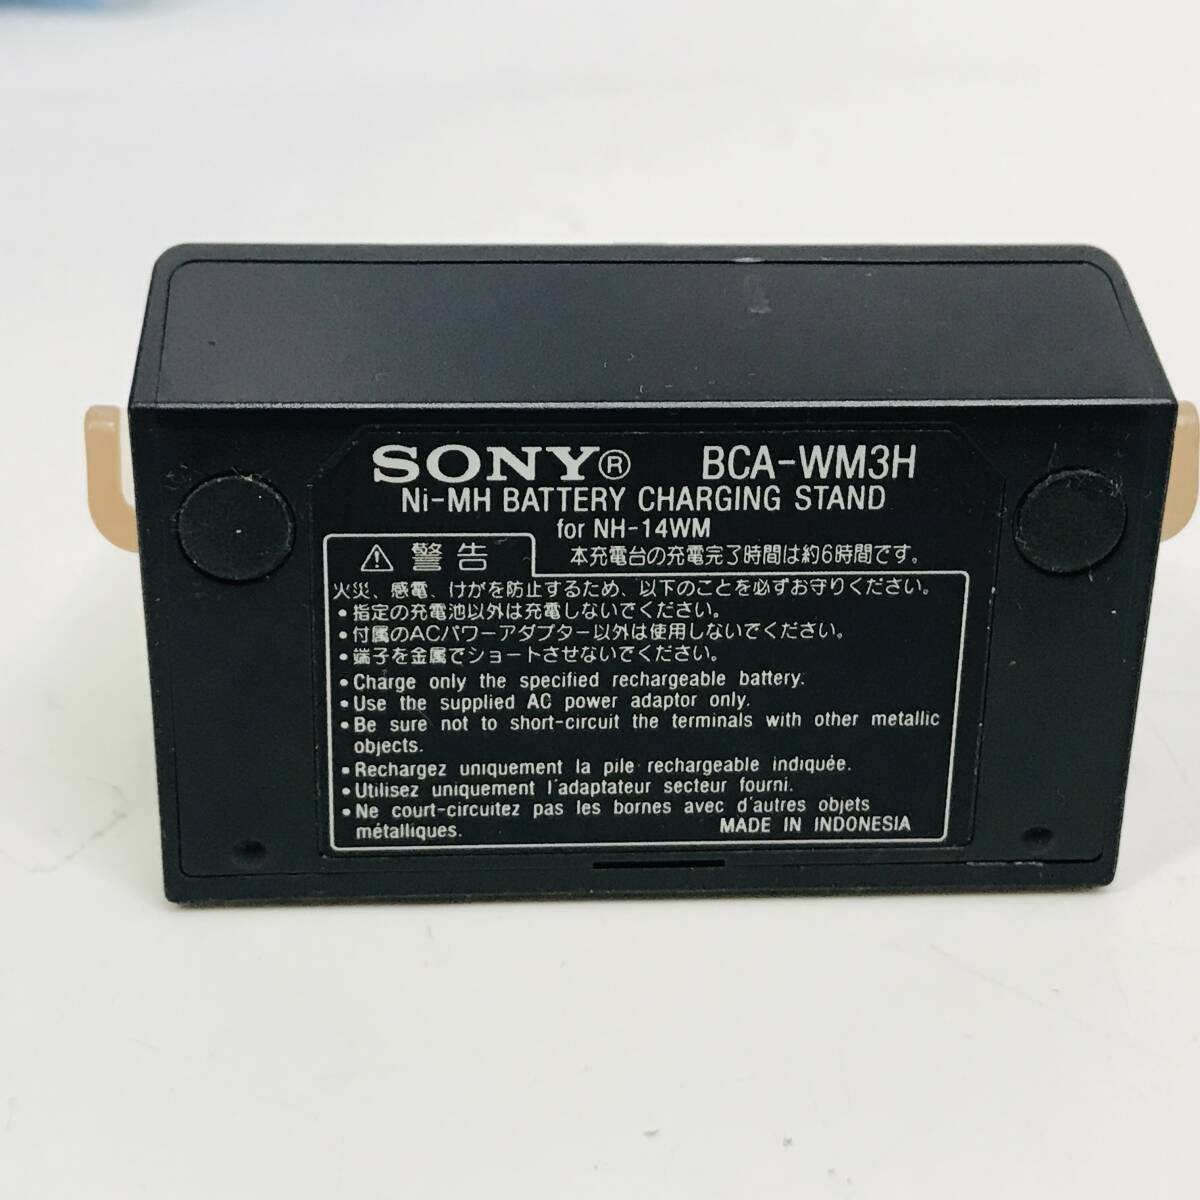 SONY® BCA-WM3H
Ni-MH BATTERY CHARGING STAND
for NH-14WM
⚠ 警告
本充電台の充電完了時間は約6時間です。
火災、感電、けがを防止するため、以下のことを必ずお守りください。
・指定の充電池以外は充電しないでください。
・付属のACパワーアダプター以外は使用しないでください。
・端子を金属でショートさせないでください。
• Charge only the specified rechargeable battery.
• Use the supplied AC power adaptor only.
• Be sure not to short-circuit the terminals with other metallic
objects.
• Rechargez uniquement la pile rechargeable indiquée.
• Utilisez uniquement l'adaptateur secteur fourni.
• Ne court-circuitez pas les bornes avec d'autres objets
métalliques.
MADE IN INDONESIA